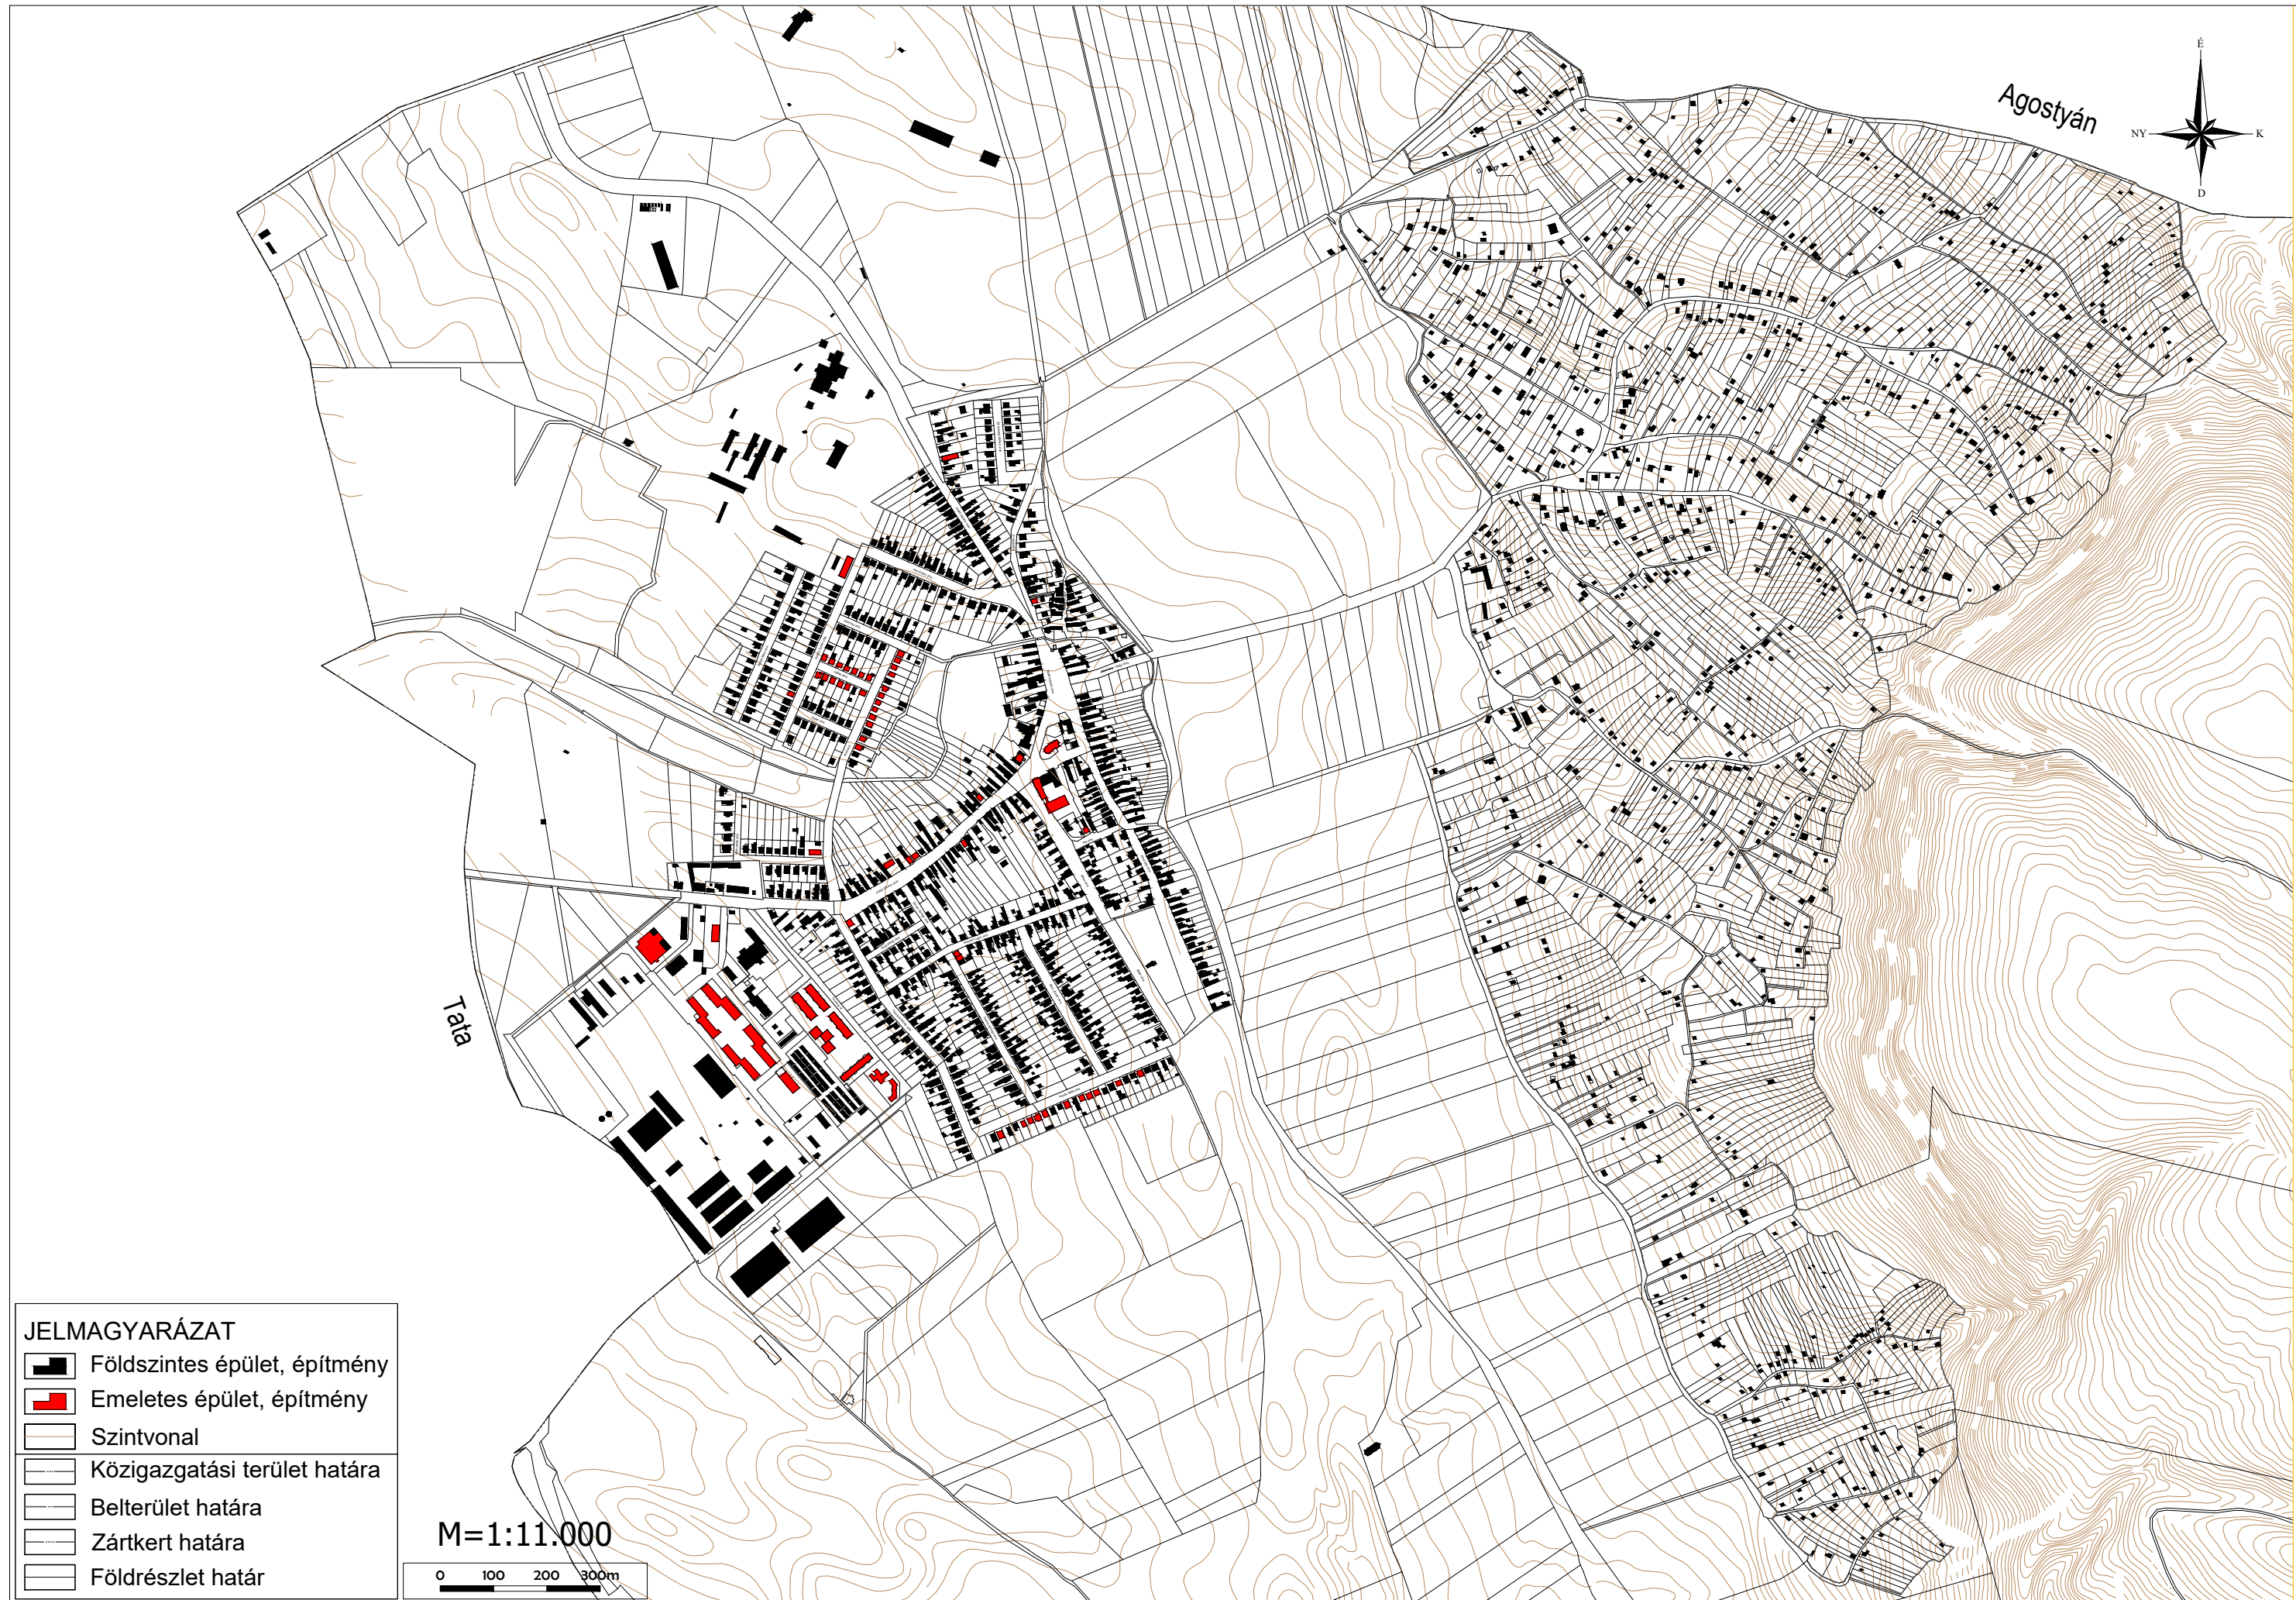 É
Agostyán
NY
K
D
Tata
JELMAGYARÁZAT
Földszintes épület, építmény
Emeletes épület, építmény
Szintvonal
Közigazgatási terület határa
Belterület határa
Zártkert határa
Földrészlet határ
M=1:11.000
0 100 200 300m